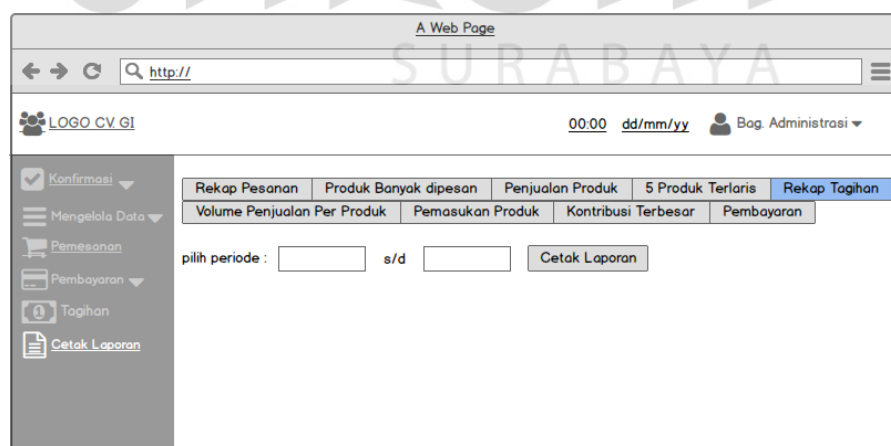 A Web Page
SURABAYA
http://
LOGO CV. GI
00:00 dd/mm/yy Bag. Administrasi
Konfirmasi
Mengelola Data
Pemesanan
Pembayaran
1 Tagihan
Cetak Laporan
Rekap Pesanan Produk Banyak dipesan Penjualan Produk 5 Produk Terlaris Rekap Tagihan
Volume Penjualan Per Produk Pemasukan Produk Kontribusi Terbesar Pembayaran
pilih periode : s/d Cetak Laporan